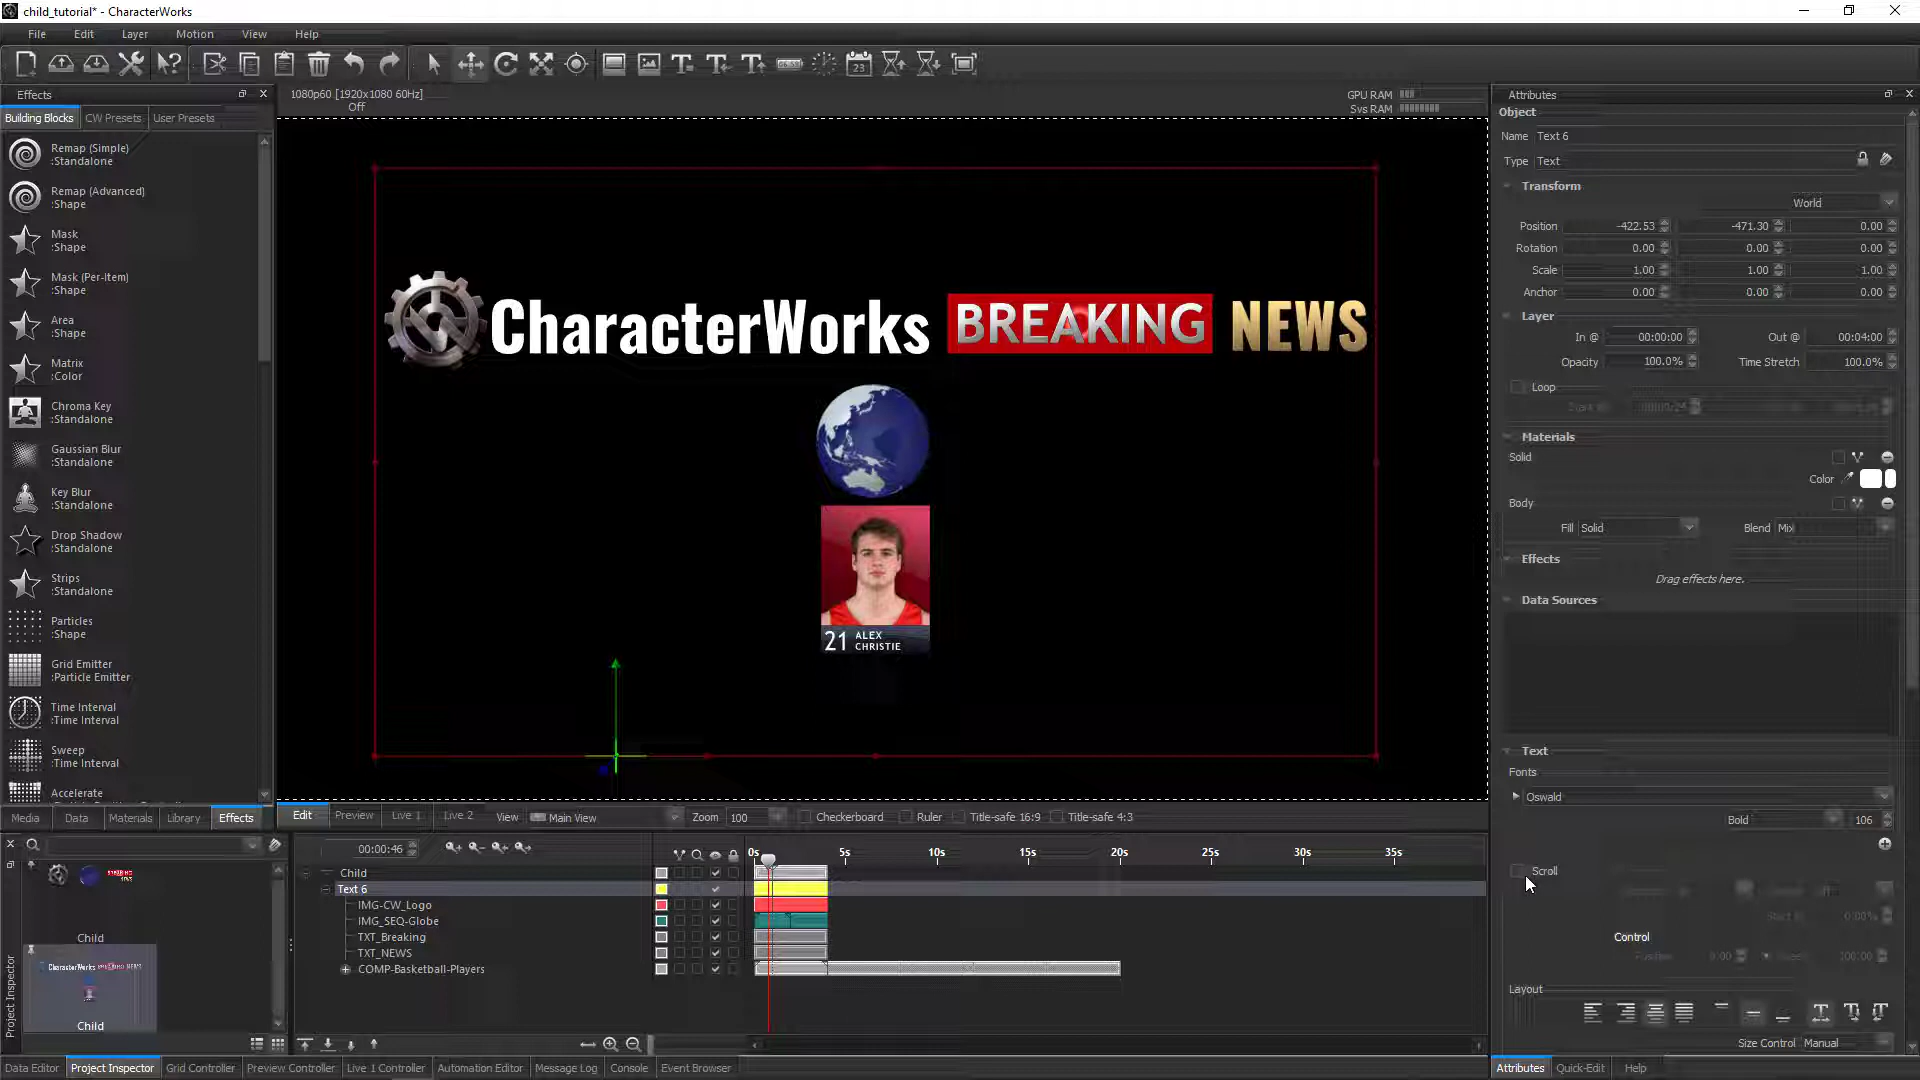 child_tutorial* - CharacterWorks
File Edit Layer Motion View Help
Effects
Building Blocks CW Presets User Presets
Remap (Simple)
:Standalone
Remap (Advanced)
:Shape
Mask
:Shape
Mask (Per-Item)
:Shape
Area
:Shape
Matrix
:Color
Chroma Key
:Standalone
Gaussian Blur
:Standalone
Key Blur
:Standalone
Drop Shadow
:Standalone
Strips
:Standalone
Particles
:Shape
Grid Emitter
:Particle Emitter
Time Interval
:Time Interval
Sweep
:Time Interval
Accelerate
Media Data Materials Library Effects
1080p60 [1920x1080 60Hz]
Off
GPU RAM
Sys RAM
CharacterWorks BREAKING NEWS
21 ALEX
CHRISTIE
Edit Preview Live 1 Live 2 View Main View Zoom 100 Checkerboard Ruler Title-safe 16:9 Title-safe 4:3
Project Inspector
Child
Child
00:00:46
0s 5s 10s 15s 20s 25s 30s 35s
Child
Text 6
IMG-CW_Logo
IMG_SEQ-Globe
TXT_Breaking
TXT_NEWS
COMP-Basketball-Players
Data Editor Project Inspector Grid Controller Preview Controller Live 1 Controller Automation Editor Message Log Console Event Browser
Attributes
Object
Name Text 6
Type Text
Transform
World
Position -422.53 -471.30 0.00
Rotation 0.00 0.00 0.00
Scale 1.00 1.00 1.00
Anchor 0.00 0.00 0.00
Layer
In @ 00:00:00 Out @ 00:04:00
Opacity 100.0% Time Stretch 100.0%
Loop
Materials
Solid
Color
Body
Fill Solid Blend Mix
Effects
Drag effects here.
Data Sources
Text
Fonts
Oswald
Bold 106
Scroll
0.00%
Control
Position 0.00 100.00
Layout
Size Control Manual
Attributes Quick-Edit Help